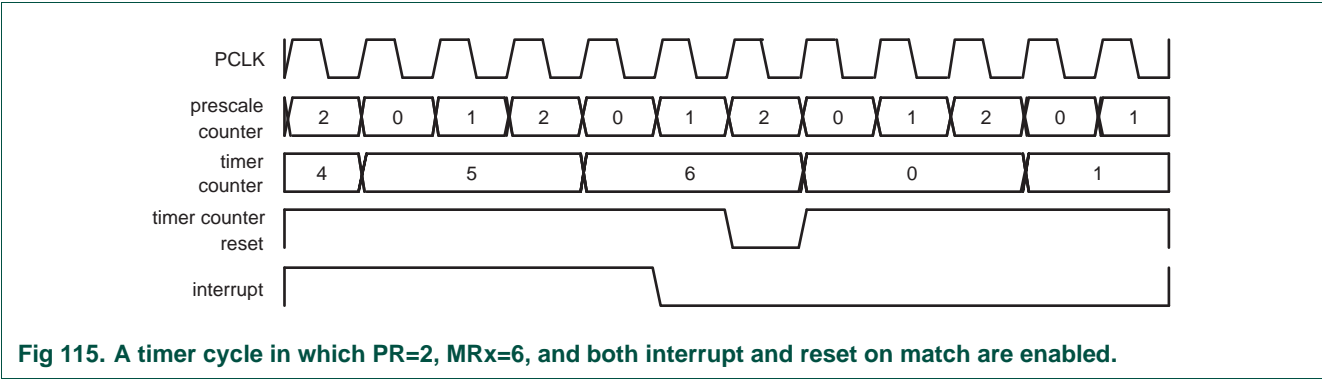 PCLK
prescale
counter
2 0 1 2 0 1 2 0 1 2 0 1
timer
counter
4 5 6 0 1
timer counter
reset
interrupt
Fig 115. A timer cycle in which PR=2, MRx=6, and both interrupt and reset on match are enabled.